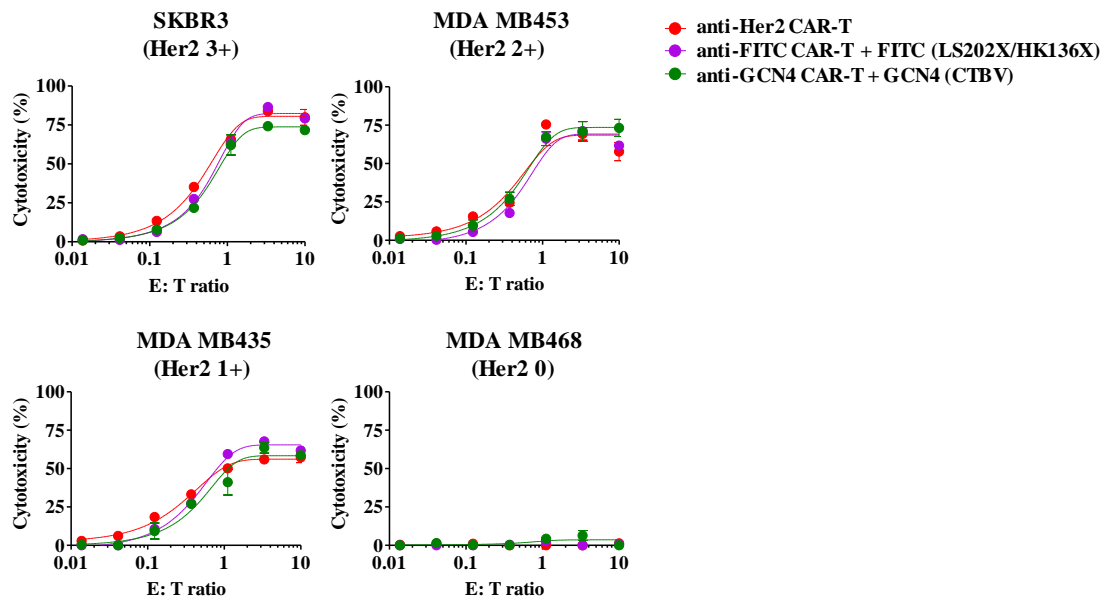 SKBR3
(Her2 3+)
Cytotoxicity (%)
100
75
50
25
0
0.01
0.1
1
10
E: T ratio
MDA MB453
(Her2 2+)
Cytotoxicity (%)
100
75
50
25
0
0.01
0.1
1
10
E: T ratio
anti-Her2 CAR-T
anti-FITC CAR-T + FITC (LS202X/HK136X)
anti-GCN4 CAR-T + GCN4 (CTBV)
MDA MB435
(Her2 1+)
Cytotoxicity (%)
100
75
50
25
0
0.01
0.1
1
10
E: T ratio
MDA MB468
(Her2 0)
Cytotoxicity (%)
100
75
50
25
0
0.01
0.1
1
10
E: T ratio